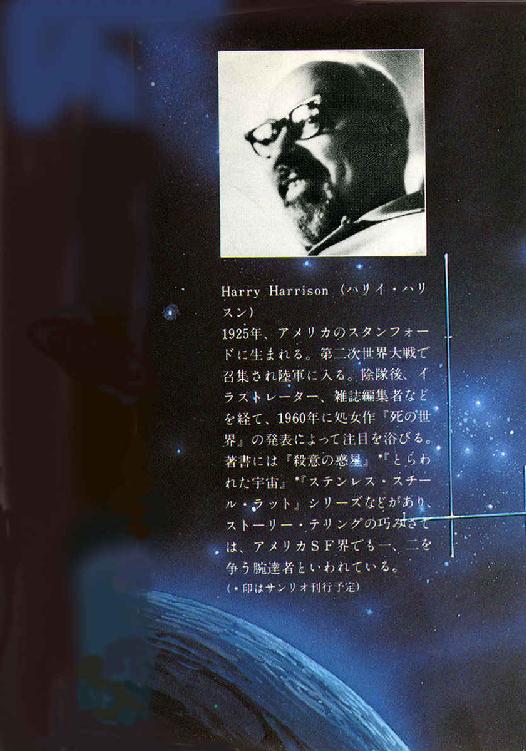 Harry Harrison（ハリイ・ハリ
スン）
1925年、アメリカのスタンフォー
ドに生まれる。第二次世界大戦で
召集され陸軍に入る。除隊後、イ
ラストレーター、雑誌編集者など
を経て、1960年に処女作『死の世
界』の発表によって注目を浴びる。
著書には『殺意の惑星』*『とらわ
れた宇宙』*『ステンレス・スチー
ル・ラット』シリーズなどがあり
ストーリー・テリングの巧みさで
は、アメリカＳＦ界でも一、二を
争う腕達者といわれている。
（*印はサンリオ刊行予定）